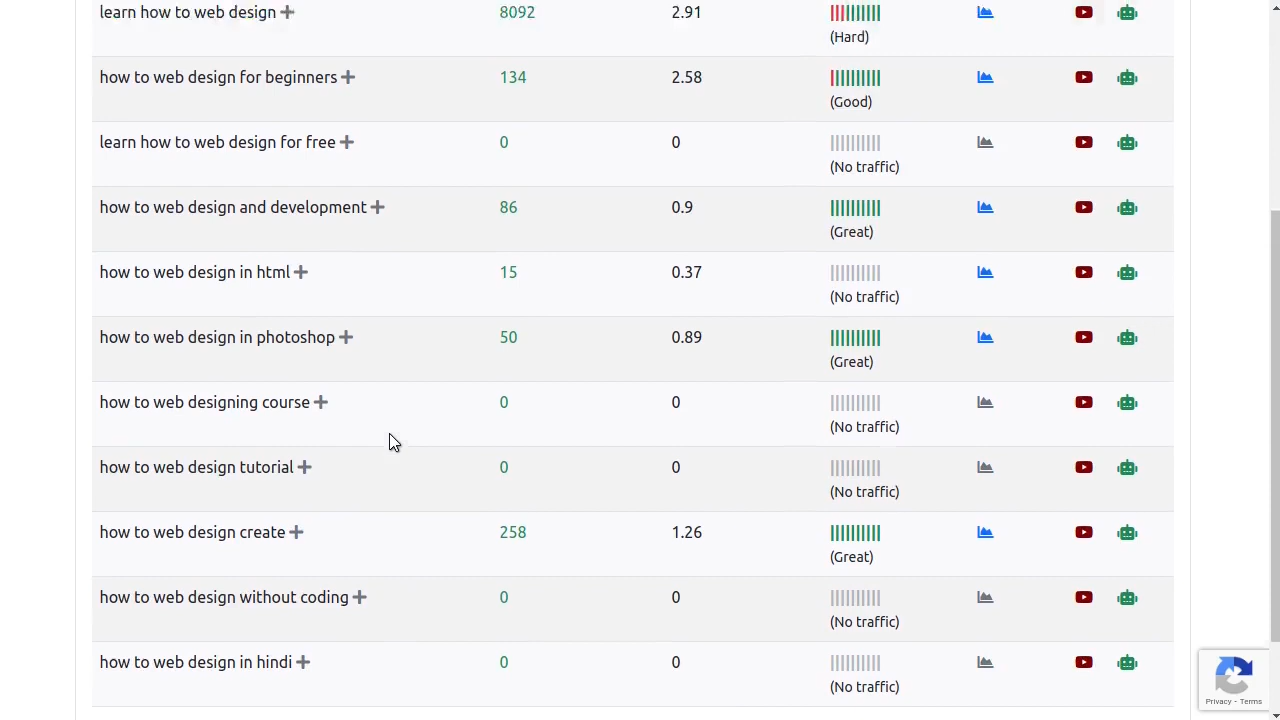 learn how to web design 8092 2.91
(Hard)
how to web design for beginners 134 2.58
(Good)
learn how to web design for free 0 0
(No traffic)
how to web design and development 86 0.9
(Great)
how to web design in html 15 0.37
(No traffic)
how to web design in photoshop 50 0.89
(Great)
how to web designing course 0 0
(No traffic)
how to web design tutorial 0 0
(No traffic)
how to web design create 258 1.26
(Great)
how to web design without coding 0 0
(No traffic)
how to web design in hindi 0 0
(No traffic)
Privacy - Terms